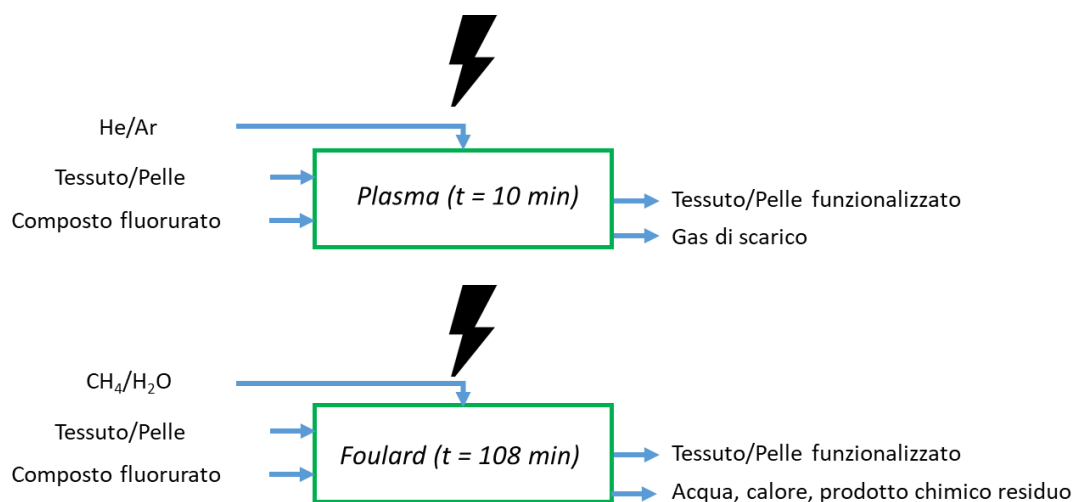 He/Ar
Tessuto/Pelle
Composto fluorurato
Plasma (t = 10 min)
Tessuto/Pelle funzionalizzato
Gas di scarico
CH₄/H₂O
Tessuto/Pelle
Composto fluorurato
Foulard (t = 108 min)
Tessuto/Pelle funzionalizzato
Acqua, calore, prodotto chimico residuo